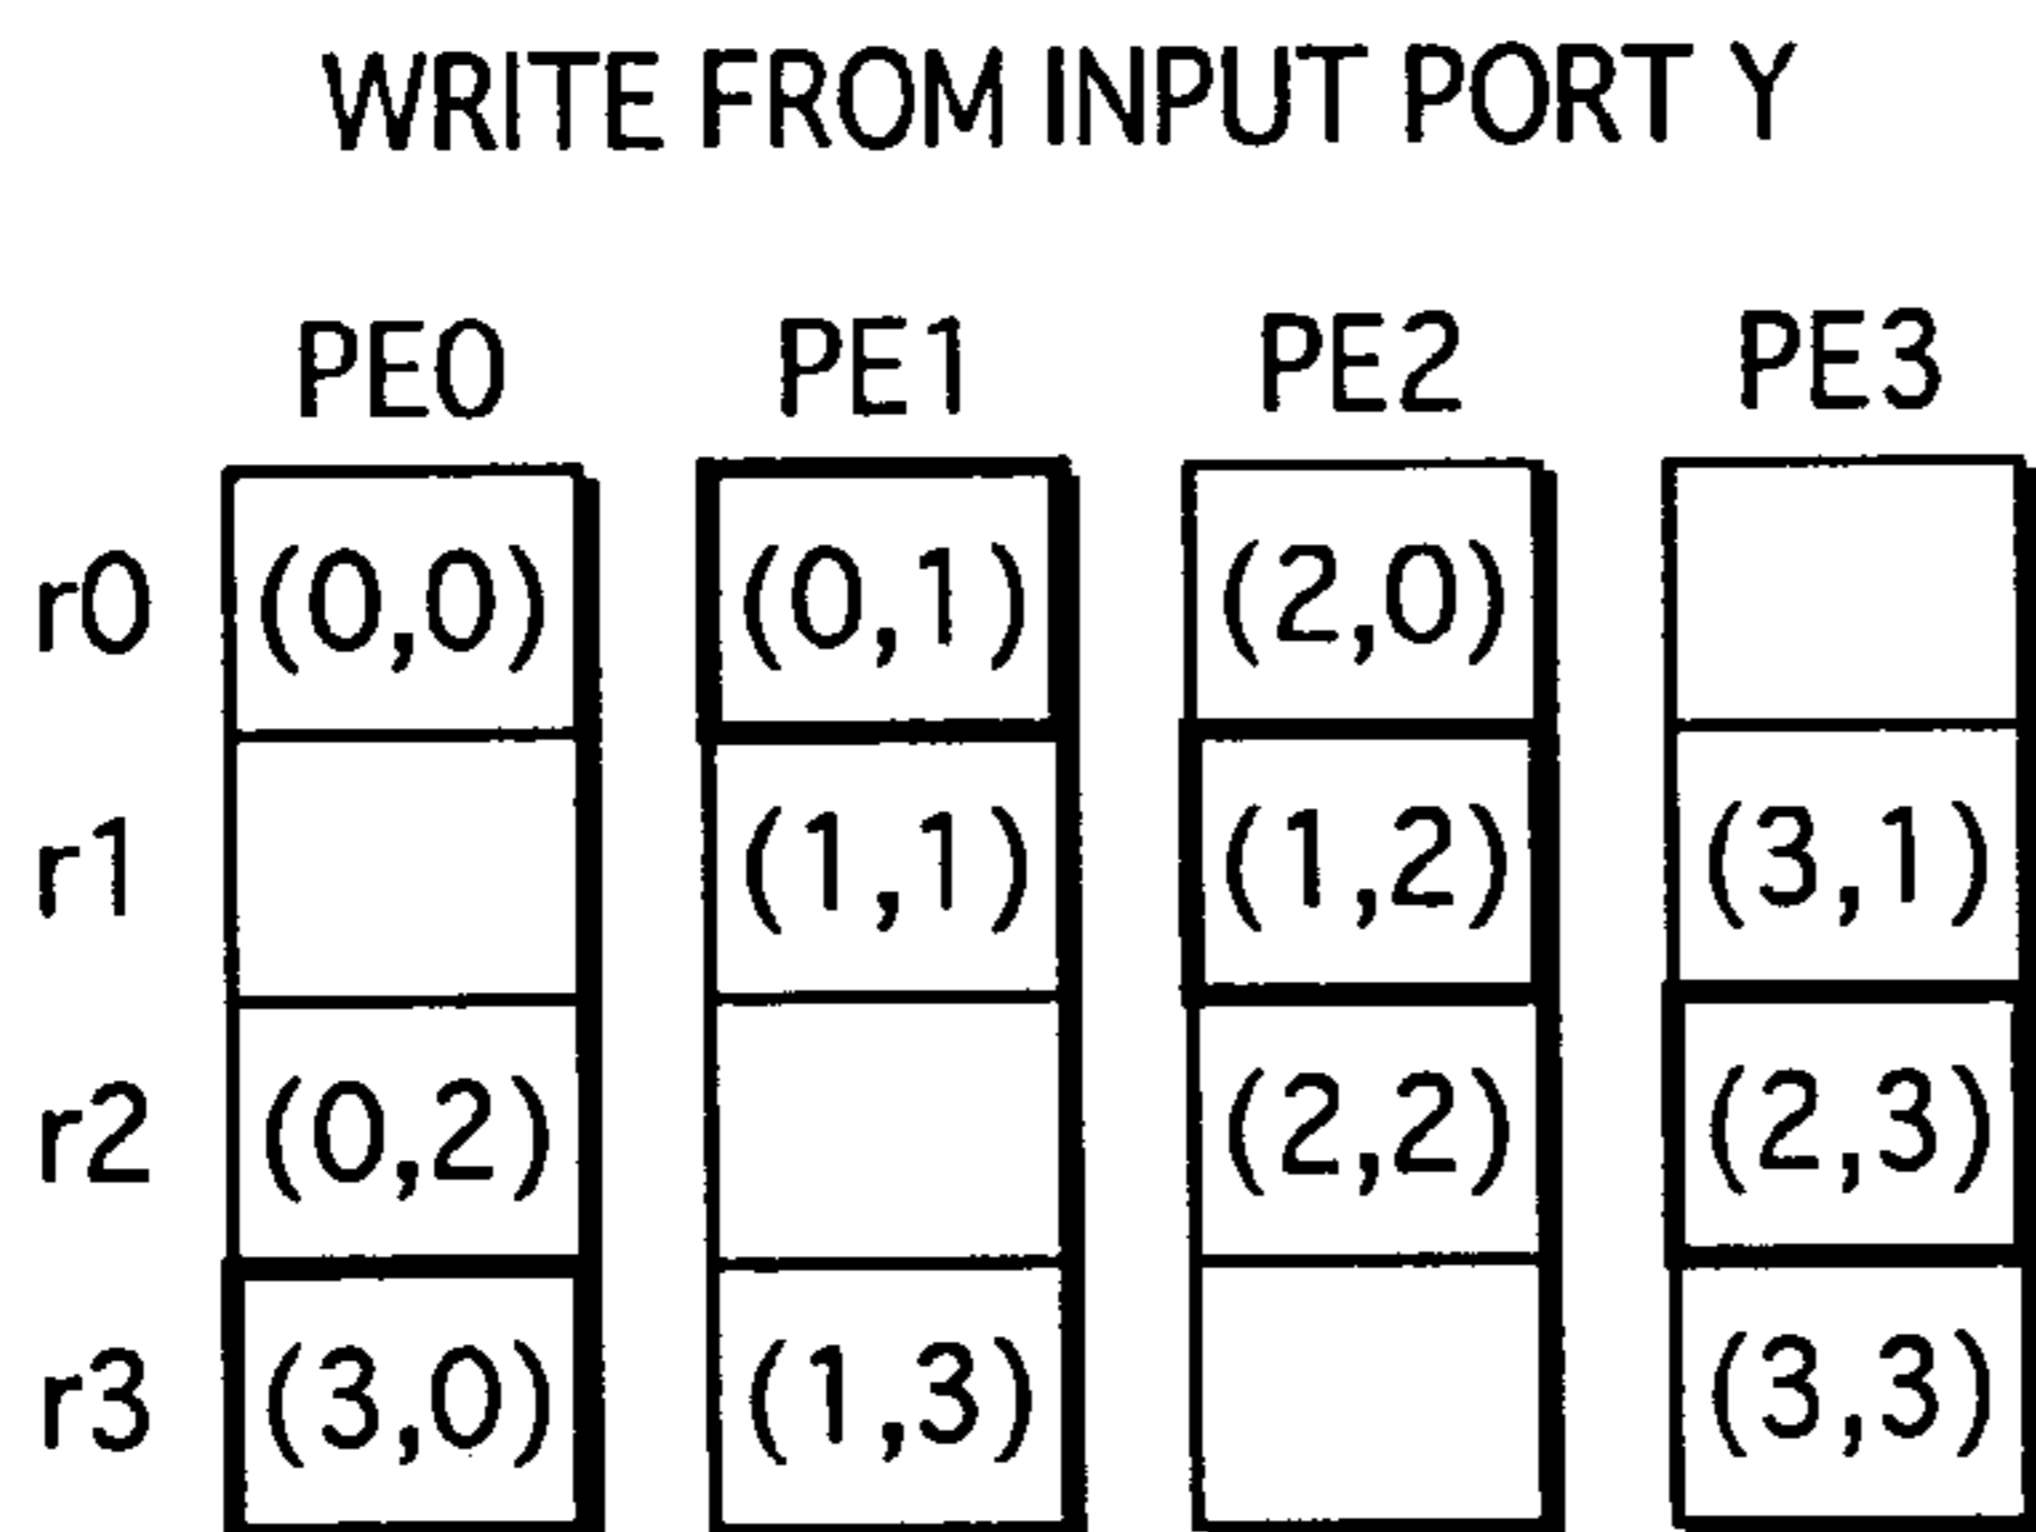 WRITE FROM INPUT PORT Y
PE0 PE1 PE2 PE3
r0 (0,0) (0,1) (2,0)
r1 (1,1) (1,2) (3,1)
r2 (0,2) (2,2) (2,3)
r3 (3,0) (1,3) (3,3)